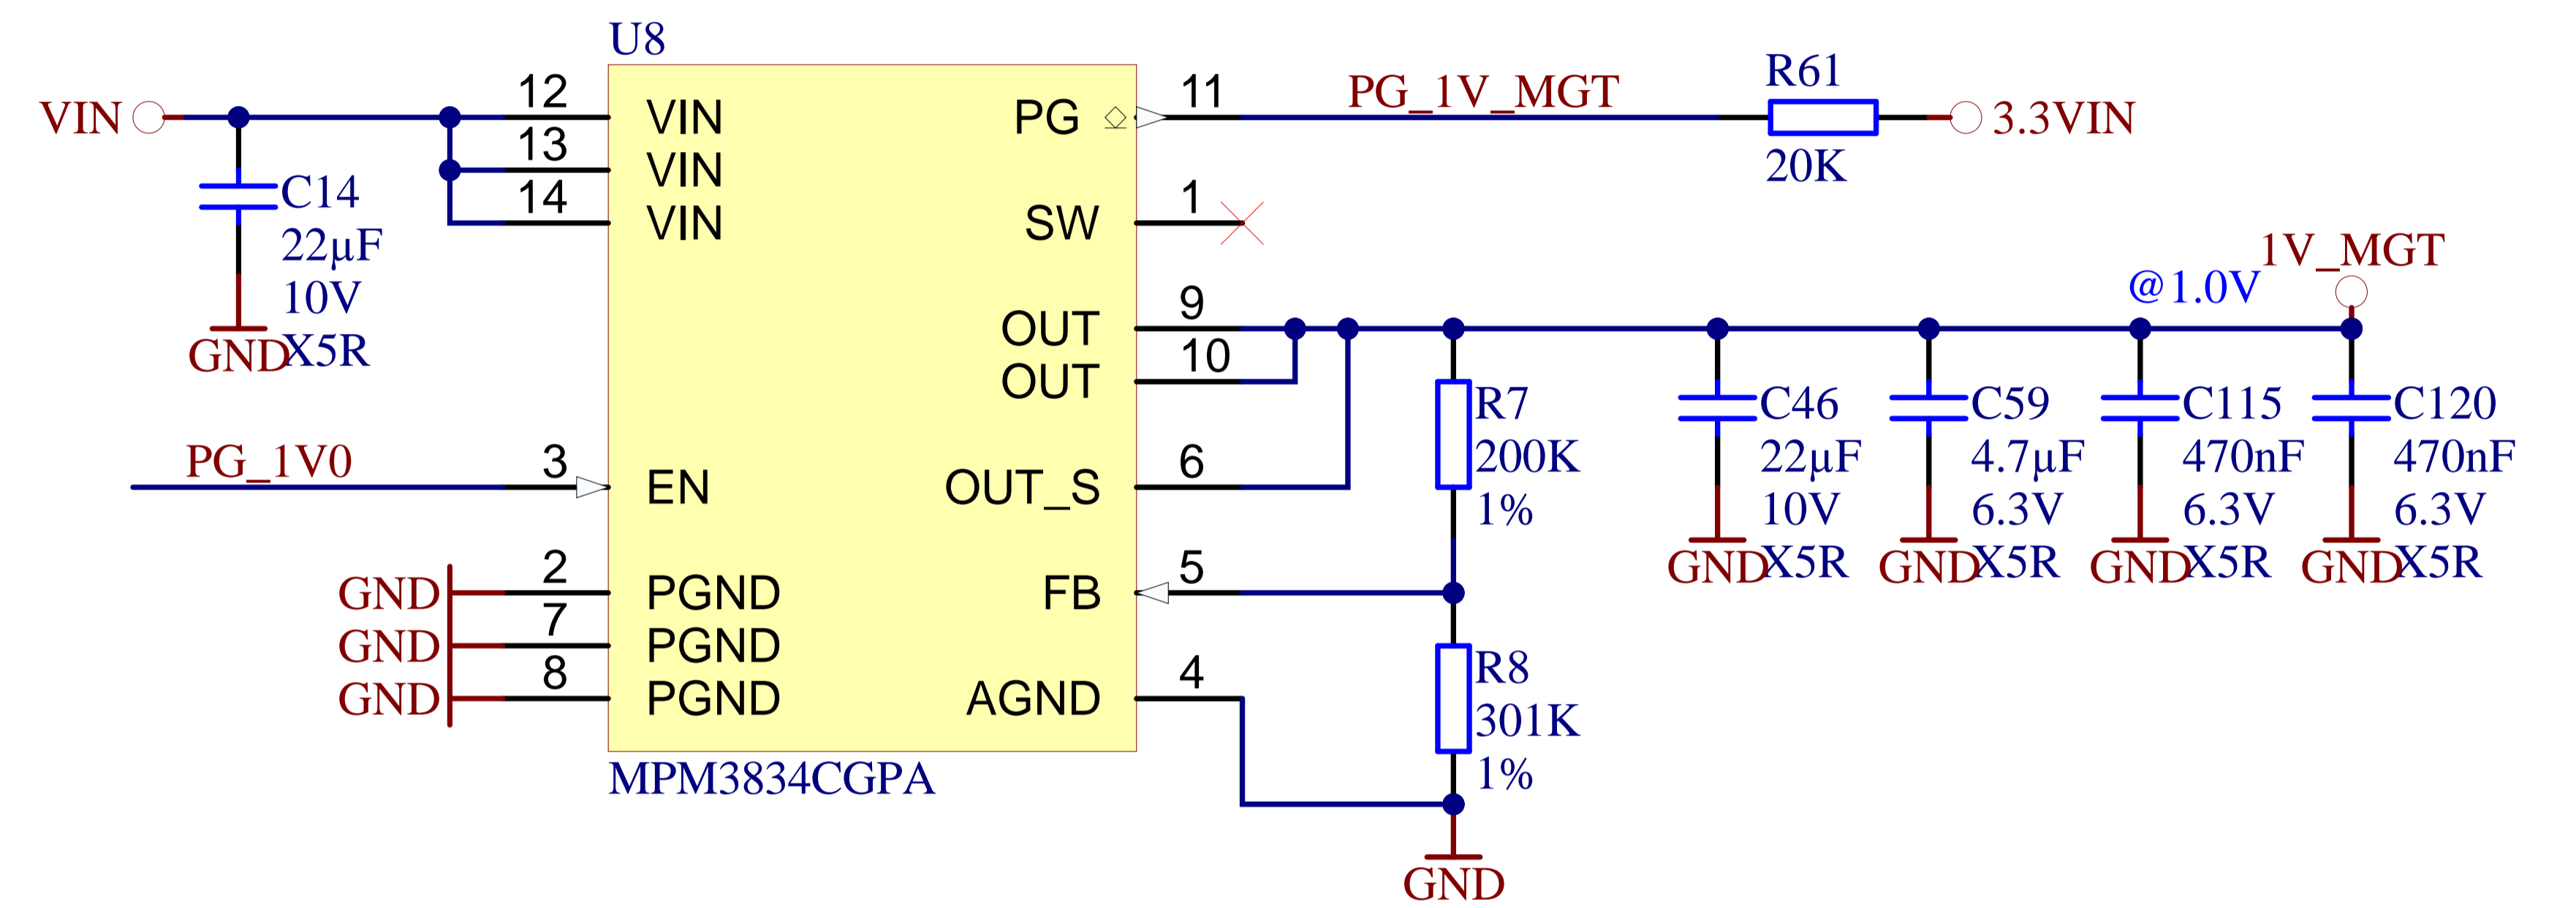 U8
VIN
12
VIN
13
VIN
14
VIN
C14
22µF
10V
X5R
GND
PG_1V0
3
EN
GND
2
PGND
GND
7
PGND
GND
8
PGND
MPM3834CGPA
PG
11
PG_1V_MGT
R61
20K
3.3VIN
SW
1
OUT
9
OUT
10
OUT_S
6
FB
5
AGND
4
@1.0V
1V_MGT
R7
200K
1%
R8
301K
1%
GND
C46
22µF
10V
X5R
GND
C59
4.7µF
6.3V
X5R
GND
C115
470nF
6.3V
X5R
GND
C120
470nF
6.3V
X5R
GND